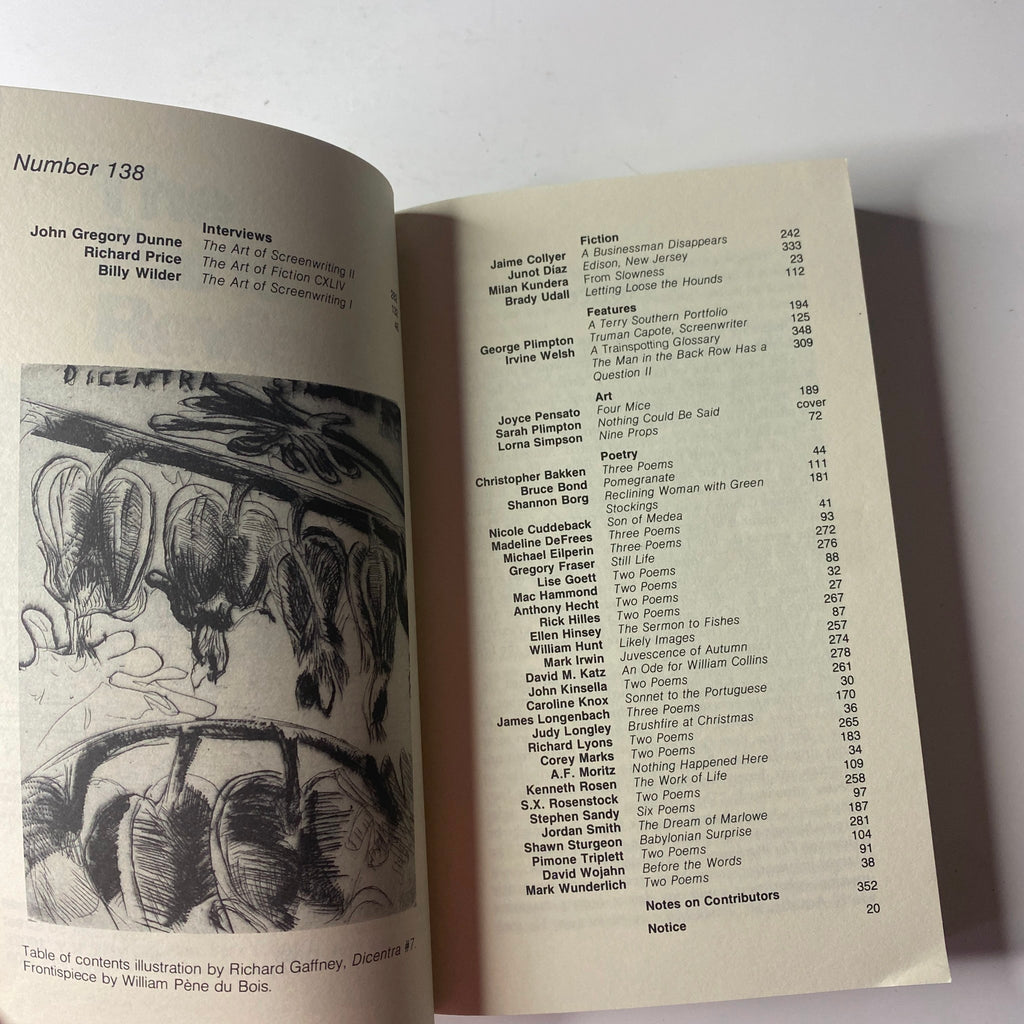 Number 138
Interviews
John Gregory Dunne The Art of Screenwriting II
Richard Price The Art of Fiction CXLIV
Billy Wilder The Art of Screenwriting I
DICENTRA
Table of contents illustration by Richard Gaffney, Dicentra #7.
Frontispiece by William Pène du Bois.
Fiction
Jaime Collyer A Businessman Disappears 242
Junot Díaz Edison, New Jersey 333
Milan Kundera From Slowness 23
Brady Udall Letting Loose the Hounds 112
Features
A Terry Southern Portfolio 194
George Plimpton Truman Capote, Screenwriter 125
Irvine Welsh A Trainspotting Glossary 348
The Man in the Back Row Has a 309
Question II
Art
Joyce Pensato Four Mice 189
Sarah Plimpton Nothing Could Be Said cover
Lorna Simpson Nine Props 72
Poetry
Christopher Bakken Three Poems 44
Bruce Bond Pomegranate 111
Shannon Borg Reclining Woman with Green 181
Stockings
Nicole Cuddeback Son of Medea 41
Madeline DeFrees Three Poems 93
Michael Eilperin Three Poems 272
Gregory Fraser Still Life 276
Lise Goett Two Poems 88
Mac Hammond Two Poems 32
Anthony Hecht Two Poems 27
Rick Hilles Two Poems 267
Ellen Hinsey The Sermon to Fishes 87
William Hunt Likely Images 257
Mark Irwin Juvescence of Autumn 274
David M. Katz An Ode for William Collins 278
John Kinsella Two Poems 261
Caroline Knox Sonnet to the Portuguese 30
James Longenbach Three Poems 170
Judy Longley Brushfire at Christmas 36
Richard Lyons Two Poems 265
Corey Marks Two Poems 183
A.F. Moritz Nothing Happened Here 34
Kenneth Rosen The Work of Life 109
S.X. Rosenstock Two Poems 258
Stephen Sandy Six Poems 97
Jordan Smith The Dream of Marlowe 187
Shawn Sturgeon Babylonian Surprise 281
Pimone Triplett Two Poems 104
David Wojahn Before the Words 91
Mark Wunderlich Two Poems 38
Notes on Contributors 352
Notice 20